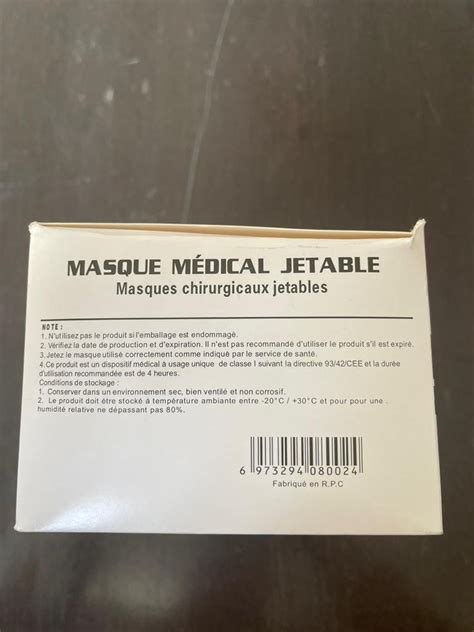 MASQUE MÉDICAL JETABLE
Masques chirurgicaux jetables
NOTE :
1. N'utilisez pas le produit si l'emballage est endommagé.
2. Vérifiez la date de production et d'expiration. Il n'est pas recommandé d'utiliser le produit s'il est expiré.
3. Jetez le masque utilisé correctement comme indiqué par le service de santé.
4. Ce produit est un dispositif médical à usage unique de classe I suivant la directive 93/42/CEE et la durée
d'utilisation recommandée est de 4 heures.
Conditions de stockage :
1. Conserver dans un environnement sec, bien ventilé et non corrosif.
2. Le produit doit être stocké à température ambiante entre -20°C / +30°C et pour pour une .
humidité relative ne dépassant pas 80%.
6 973294 080024
Fabriqué en R.P.C